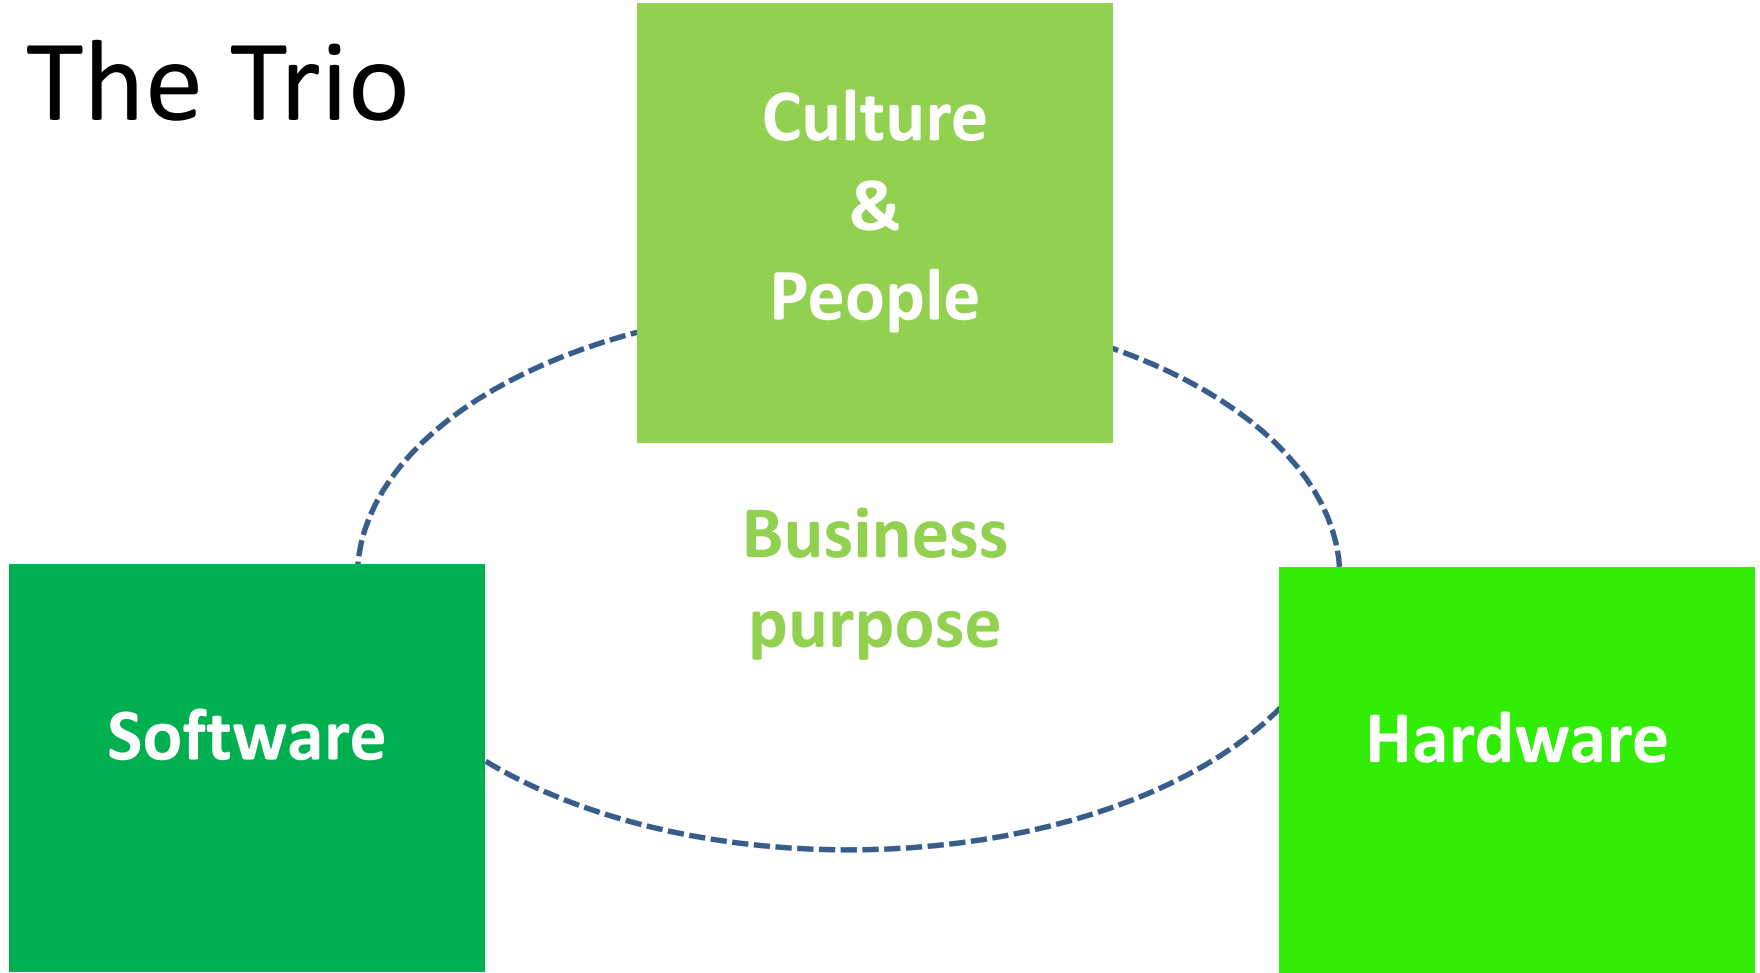 The Trio
Culture
&
People
Business
purpose
Software
Hardware